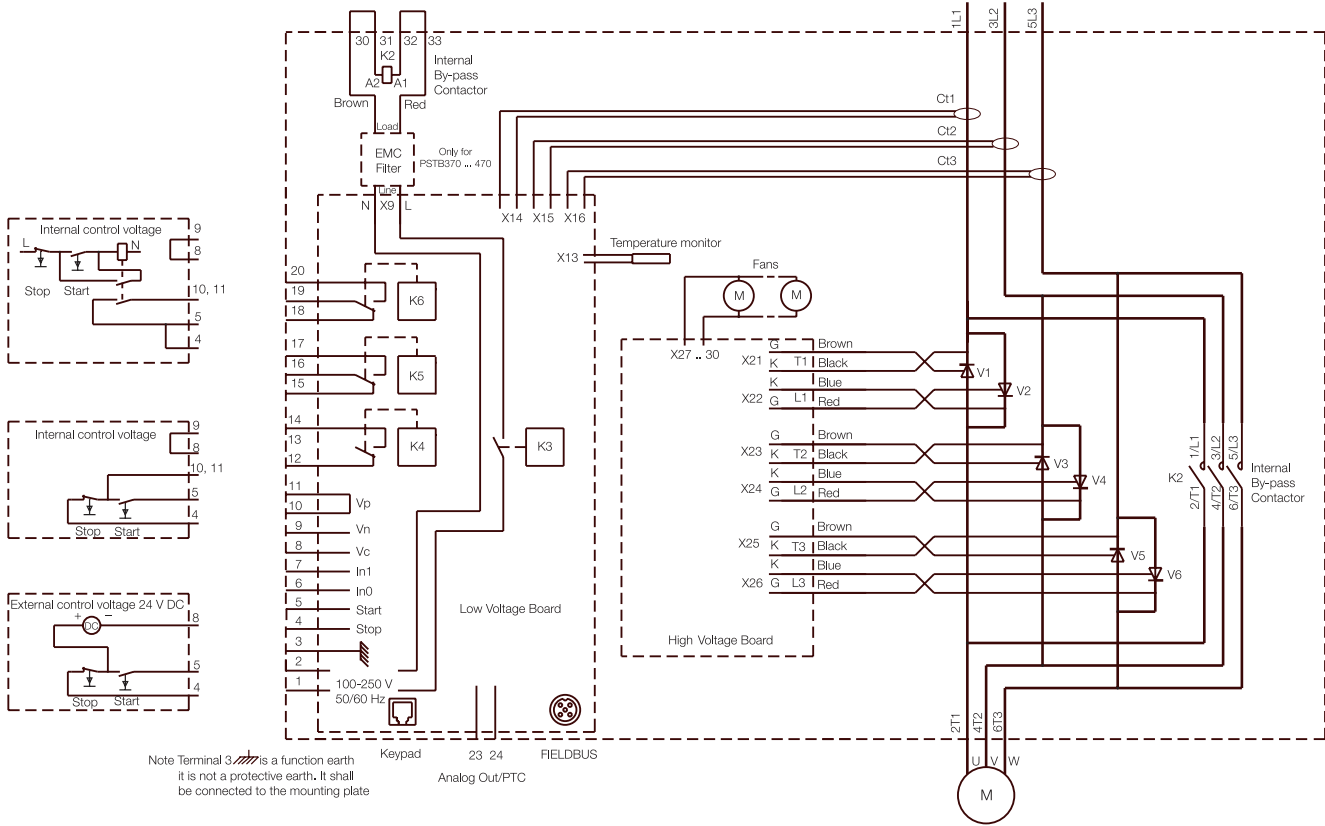 1L1
3L2
5L3
30 31 32 33
K2
A2 A1
Internal
By-pass
Contactor
Brown
Red
Load
EMC
Filter
Line
Only for
PSTB370 ... 470
N X9 L
Ct1
Ct2
Ct3
X14 X15 X16
X13
Temperature monitor
Fans
M
M
X27 .. 30
Internal control voltage
L
N
Stop Start
9
8
10, 11
5
4
Internal control voltage
9
8
10, 11
5
4
Stop Start
External control voltage 24 V DC
+ −
DC
8
5
4
Stop Start
20
19
18
K6
17
16
15
K5
14
13
12
K4
K3
11
10
Vp
9 Vn
8 Vc
7 In1
6 In0
5 Start
4 Stop
3
2
1
100-250 V
50/60 Hz
Low Voltage Board
Keypad
23 24
Analog Out/PTC
FIELDBUS
X21
G Brown
K T1 Black
X22
K Blue
G L1 Red
X23
G Brown
K T2 Black
X24
K Blue
G L2 Red
X25
G Brown
K T3 Black
X26
K Blue
G L3 Red
High Voltage Board
V1
V2
V3
V4
V5
V6
K2
1/L1
3/L2
5/L3
2/T1
4/T2
6/T3
Internal
By-pass
Contactor
2T1
4T2
6T3
U V W
M
Note Terminal 3 is a function earth
it is not a protective earth. It shall
be connected to the mounting plate